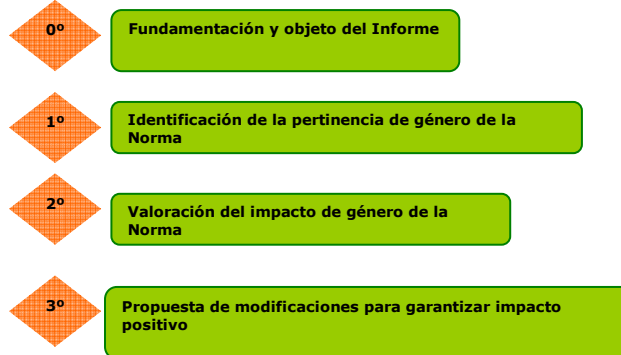 0º
Fundamentación y objeto del Informe
1º
Identificación de la pertinencia de género de la
Norma
2º
Valoración del impacto de género de la
Norma
3º
Propuesta de modificaciones para garantizar impacto
positivo